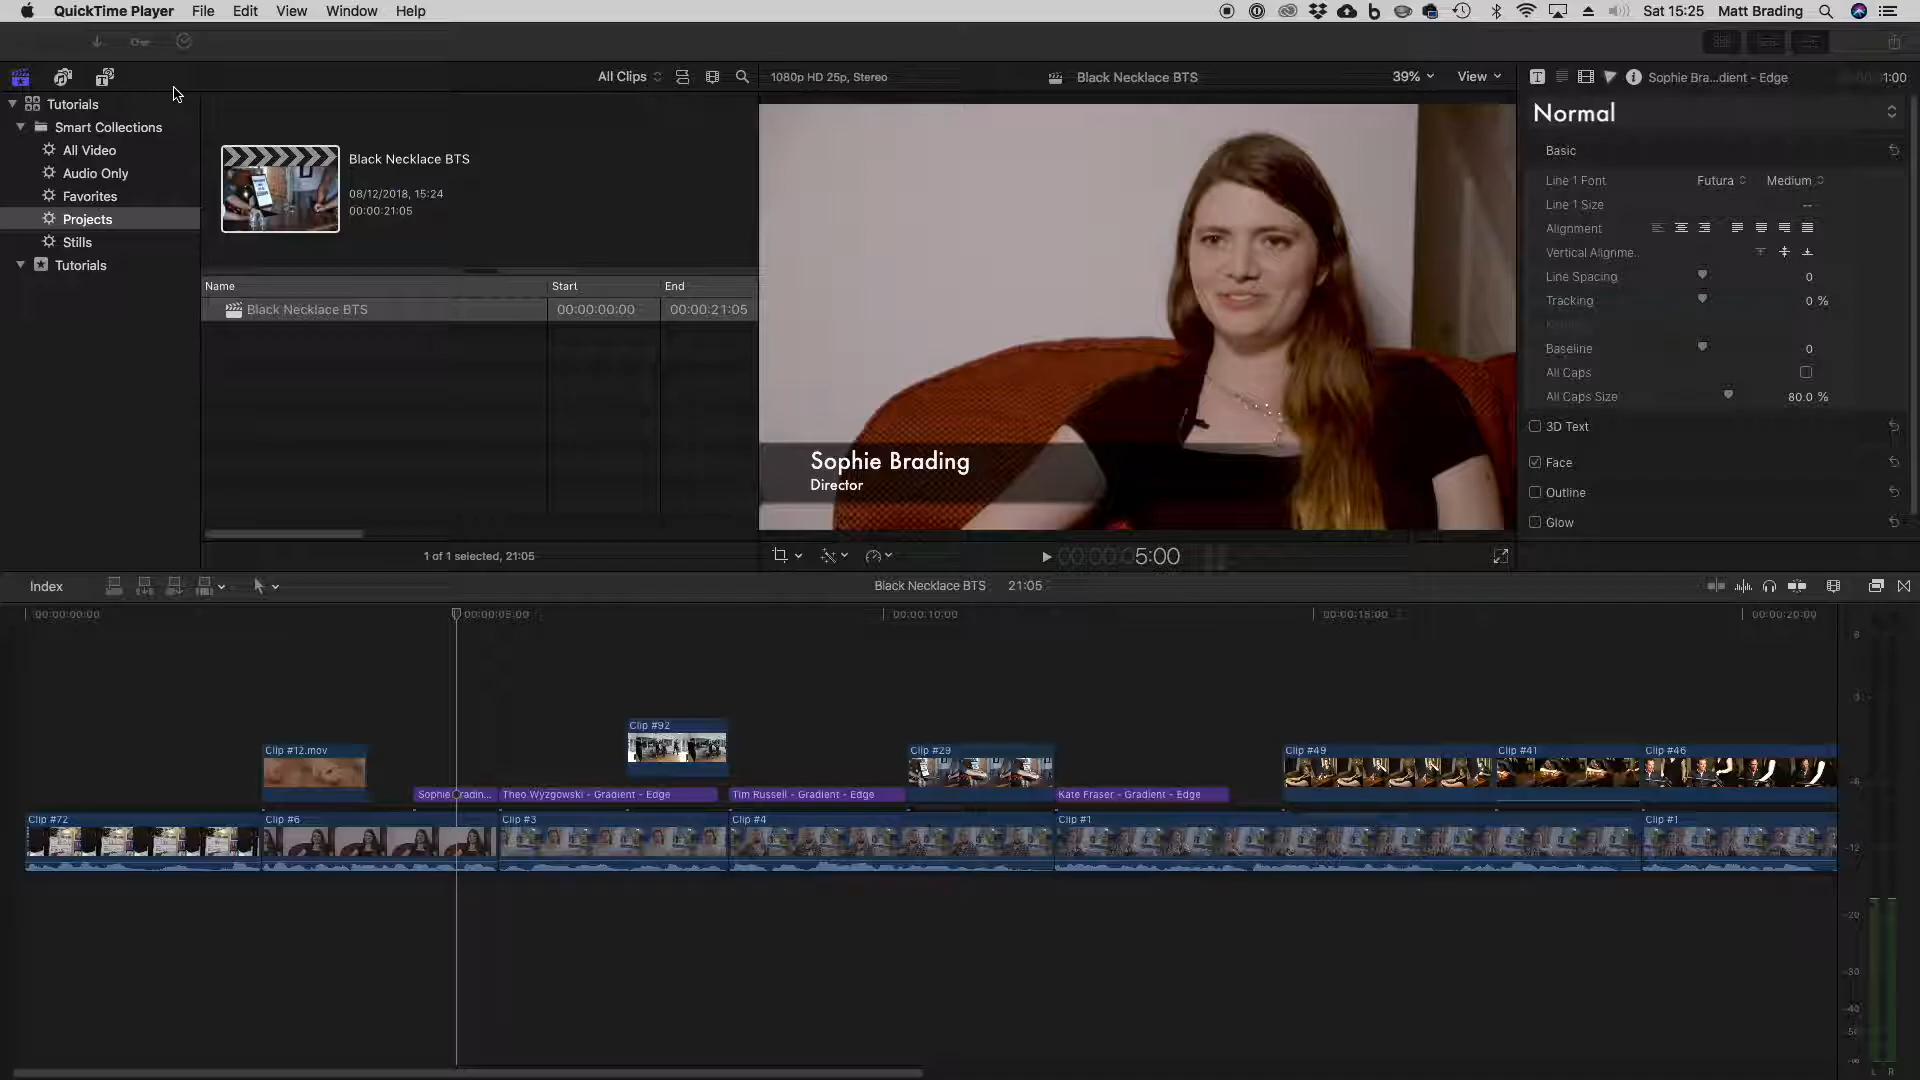 QuickTime Player File Edit View Window Help
Sat 15:25 Matt Brading
All Clips
1080p HD 25p, Stereo
Black Necklace BTS
39%
View
Sophie Bra...dient - Edge
1:00
Tutorials
Smart Collections
All Video
Audio Only
Favorites
Projects
Stills
Tutorials
Black Necklace BTS
08/12/2018, 15:24
00:00:21:05
Name Start End
Black Necklace BTS 00:00:00:00 00:00:21:05
1 of 1 selected, 21:05
Sophie Brading
Director
5:00
Normal
Basic
Line 1 Font Futura Medium
Line 1 Size --
Alignment
Vertical Alignme..
Line Spacing 0
Tracking 0 %
Baseline 0
All Caps
All Caps Size 80.0 %
3D Text
Face
Outline
Glow
Index
Black Necklace BTS 21:05
00:00:00:00
00:00:05:00
00:00:10:00
00:00:15:00
00:00:20:00
Clip #92
Clip #12.mov
Clip #29
Clip #49
Clip #41
Clip #46
Theo Wyzgowski - Gradient - Edge
Tim Russell - Gradient - Edge
Kate Fraser - Gradient - Edge
Clip #72
Clip #6
Clip #3
Clip #4
Clip #1
Clip #1
-12
-20
-30
L R